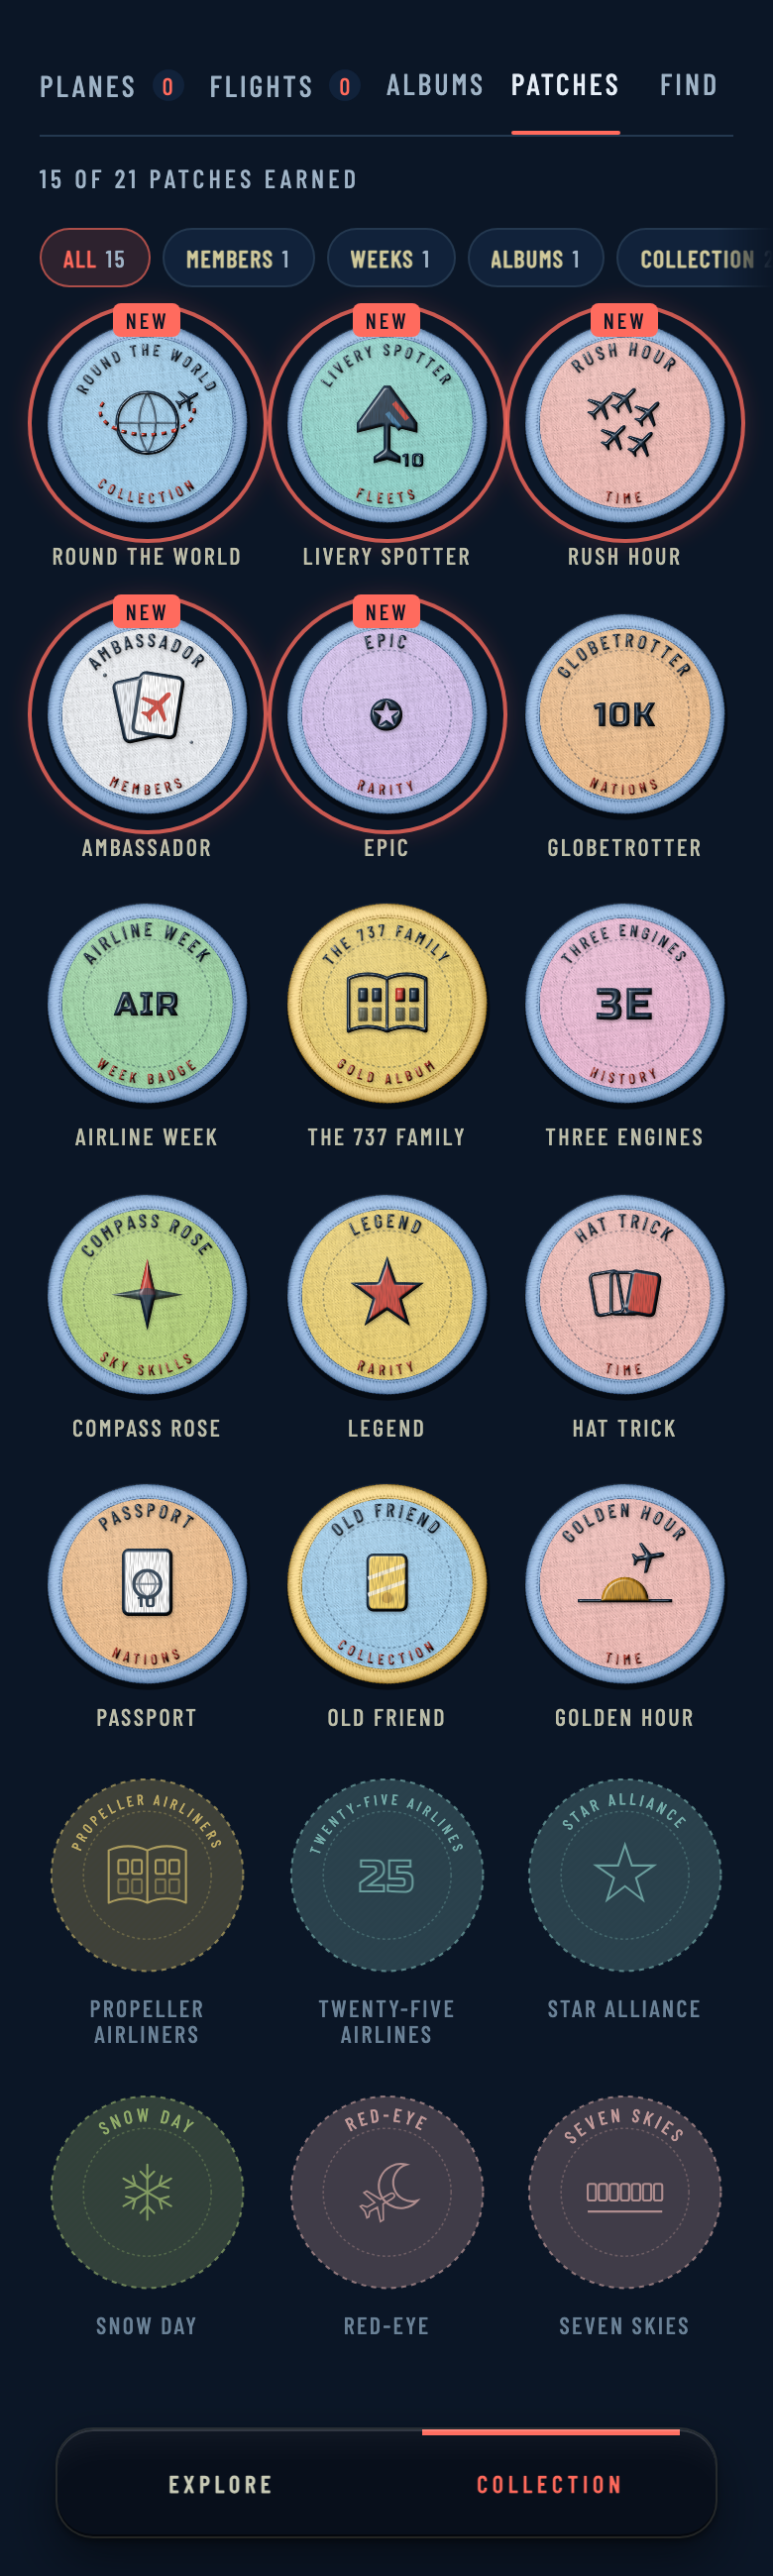 PLANES 0 FLIGHTS 0 ALBUMS PATCHES FIND
15 OF 21 PATCHES EARNED
ALL 15 MEMBERS 1 WEEKS 1 ALBUMS 1 COLLECTION
NEW NEW NEW
ROUND THE WORLD
COLLECTION
LIVERY SPOTTER
10
FLEETS
RUSH HOUR
TIME
ROUND THE WORLD LIVERY SPOTTER RUSH HOUR
NEW NEW
AMBASSADOR
MEMBERS
EPIC
RARITY
GLOBETROTTER
10K
NATIONS
AMBASSADOR EPIC GLOBETROTTER
AIRLINE WEEK
AIR
WEEK BADGE
THE 737 FAMILY
GOLD ALBUM
THREE ENGINES
3E
HISTORY
AIRLINE WEEK THE 737 FAMILY THREE ENGINES
COMPASS ROSE
SKY SKILLS
LEGEND
RARITY
HAT TRICK
TIME
COMPASS ROSE LEGEND HAT TRICK
PASSPORT
10
NATIONS
OLD FRIEND
COLLECTION
GOLDEN HOUR
TIME
PASSPORT OLD FRIEND GOLDEN HOUR
PROPELLER AIRLINERS
TWENTY-FIVE AIRLINES
25
STAR ALLIANCE
PROPELLER
AIRLINERS
TWENTY-FIVE
AIRLINES
STAR ALLIANCE
SNOW DAY
RED-EYE
SEVEN SKIES
SNOW DAY RED-EYE SEVEN SKIES
EXPLORE COLLECTION